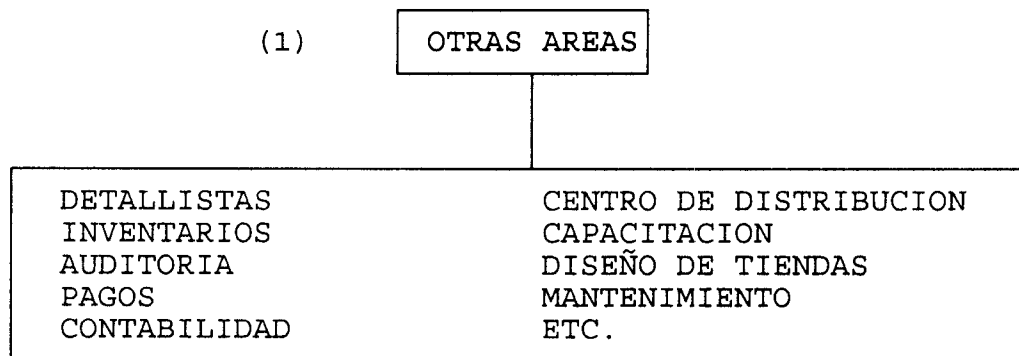 (1) OTRAS AREAS
DETALLISTAS
INVENTARIOS
AUDITORIA
PAGOS
CONTABILIDAD
CENTRO DE DISTRIBUCION
CAPACITACION
DISEÑO DE TIENDAS
MANTENIMIENTO
ETC.